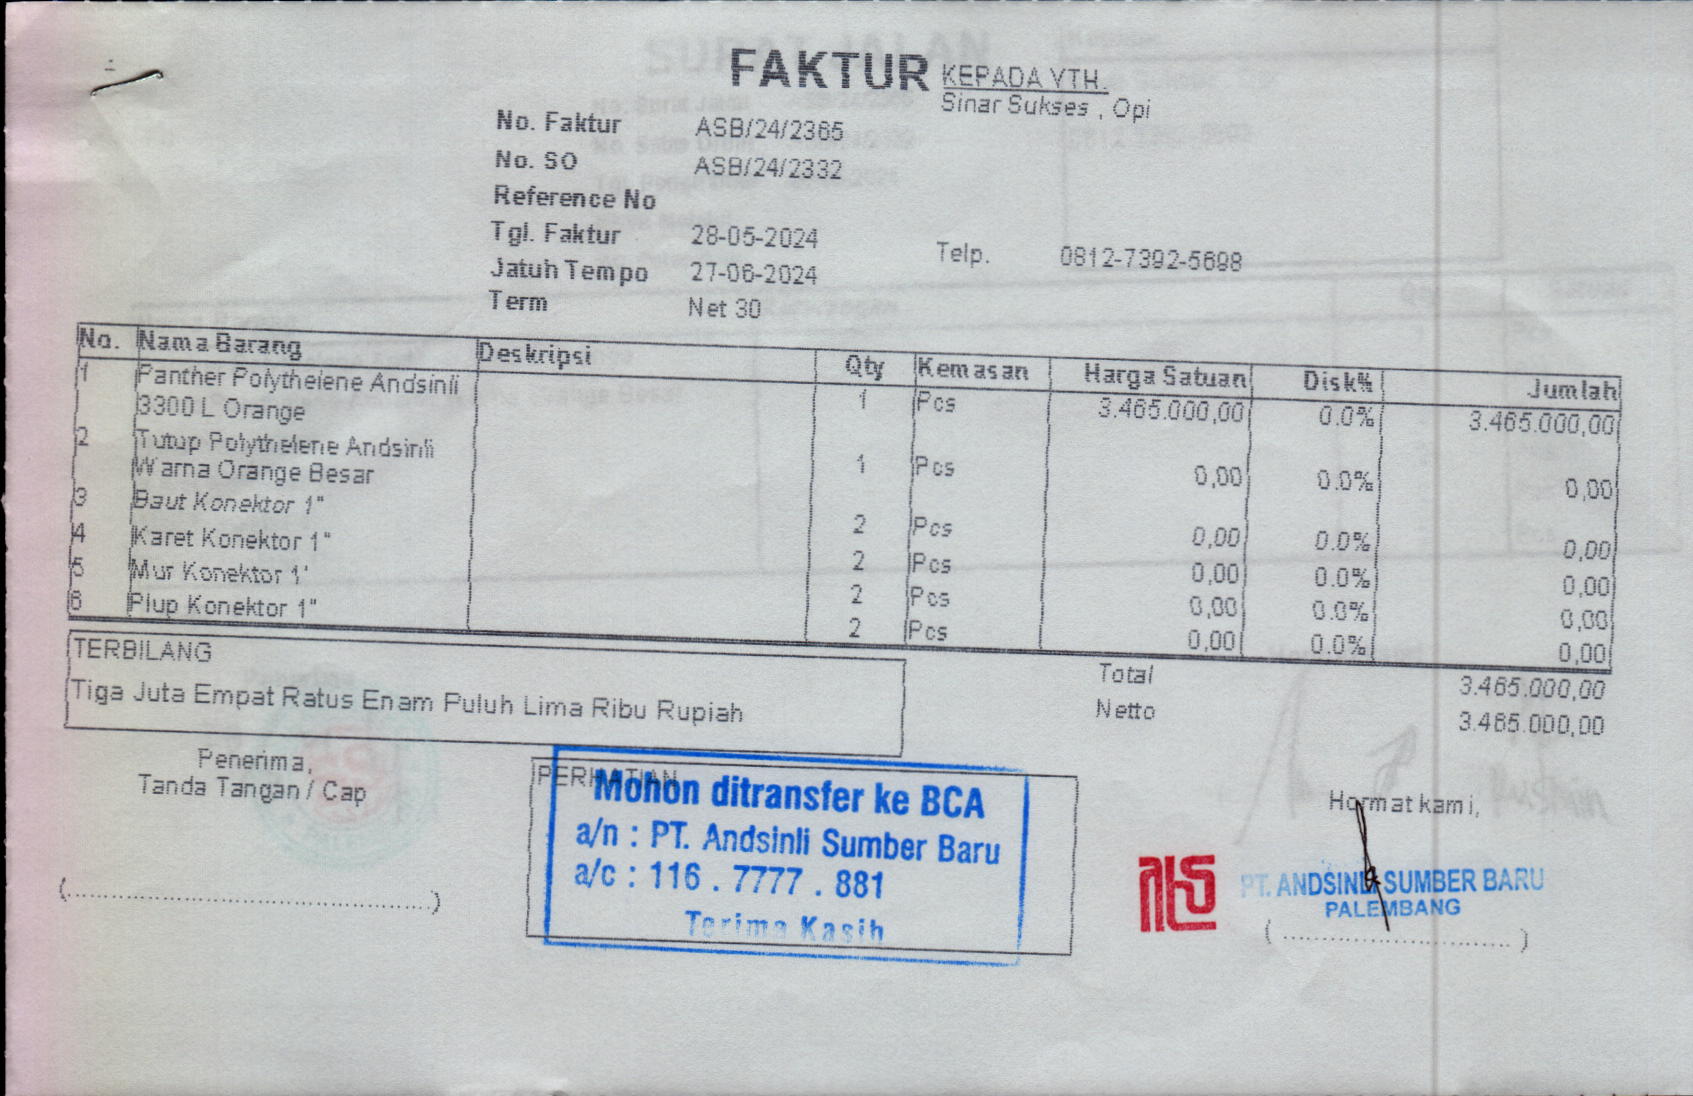 FAKTUR
KEPADA YTH.
Sinar Sukses , Opi
No. Faktur ASB/24/2365
No. SO ASB/24/2332
Reference No
Tgl. Faktur 28-05-2024
Telp. 0812-7392-5698
Jatuh Tempo 27-06-2024
Term Net 30
No. Nama Barang Deskripsi Qty Kemasan Harga Satuan Disk% Jumlah
1 Panther Polythelene Andsinli 1 Pcs 3.465.000,00 0.0% 3.465.000,00
3300 L Orange
2 Tutup Polythelene Andsinli 1 Pcs 0,00 0.0% 0,00
Warna Orange Besar
3 Baut Konektor 1" 2 Pcs 0,00 0.0% 0,00
4 Karet Konektor 1" 2 Pcs 0,00 0.0% 0,00
5 Mur Konektor 1' 2 Pcs 0,00 0.0% 0,00
6 Plup Konektor 1" 2 Pcs 0,00 0.0% 0,00
TERBILANG
Tiga Juta Empat Ratus Enam Puluh Lima Ribu Rupiah
Total 3.465.000,00
Netto 3.465.000,00
Penerima,
Tanda Tangan / Cap
PERHATIAN
Mohon ditransfer ke BCA
a/n : PT. Andsinli Sumber Baru
a/c : 116 . 7777 . 881
Terima Kasih
Hormat kami,
PT. ANDSINLI SUMBER BARU
PALEMBANG